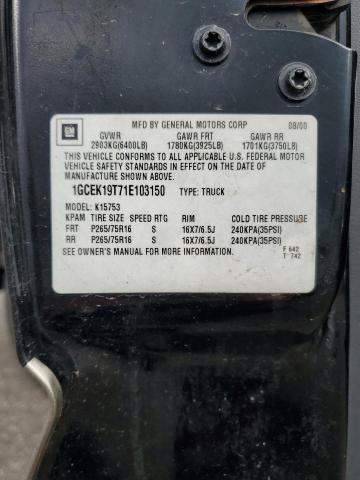 GM MFD BY GENERAL MOTORS CORP 08/00
GVWR GAWR FRT GAWR RR
2903KG(6400LB) 1780KG(3925LB) 1701KG(3750LB)
THIS VEHICLE CONFORMS TO ALL APPLICABLE U.S. FEDERAL MOTOR
VEHICLE SAFETY STANDARDS IN EFFECT ON THE DATE OF
MANUFACTURE SHOWN ABOVE.
1GCEK19T71E103150 TYPE: TRUCK
MODEL: K15753
KPAM TIRE SIZE SPEED RTG RIM COLD TIRE PRESSURE
FRT P265/75R16 S 16X7/6.5J 240KPA(35PSI)
RR P265/75R16 S 16X7/6.5J 240KPA(35PSI)
SEE OWNER'S MANUAL FOR MORE INFORMATION. F 642
T 742